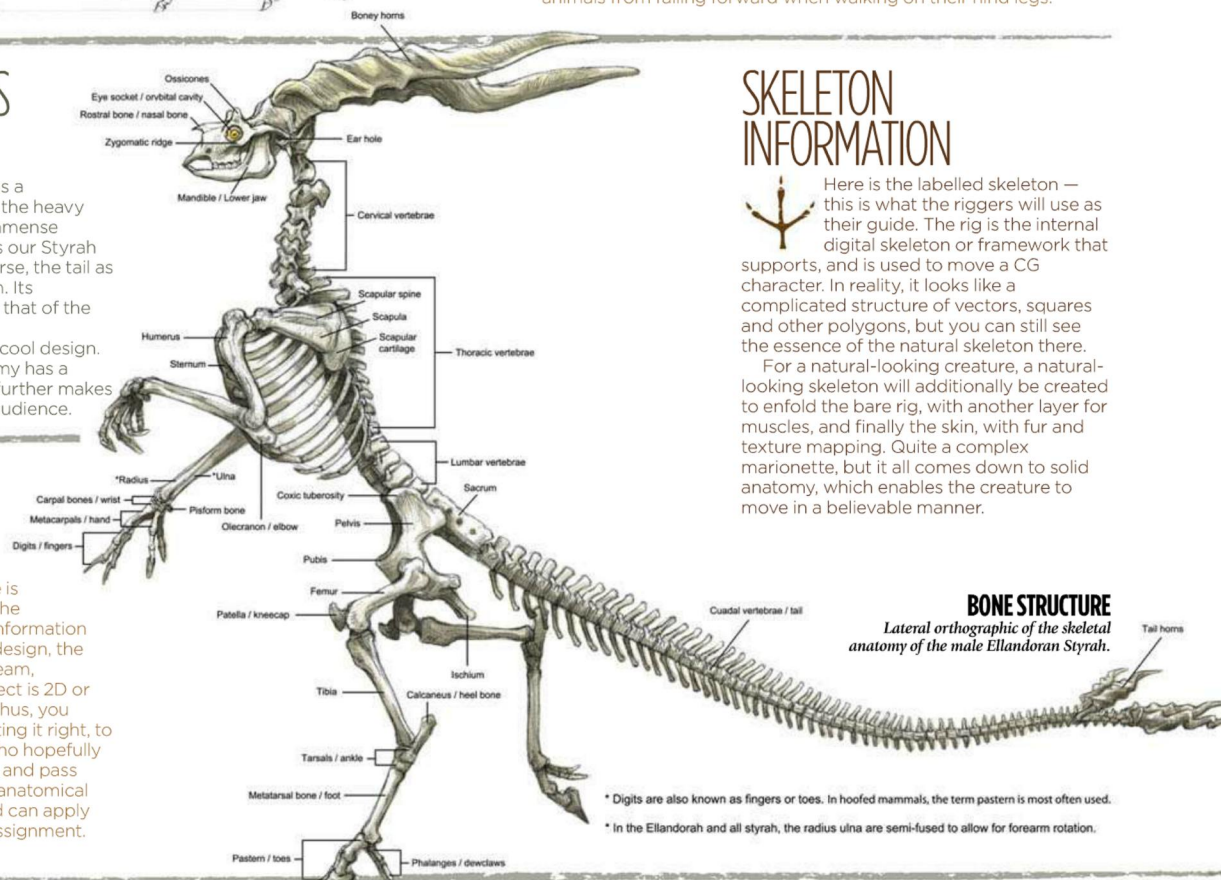 animals from falling forward when walking on their hind legs.
Boney horns
Ossicones
Eye socket / orvbital cavity
Rostral bone / nasal bone
Zygomatic ridge
Ear hole
Mandible / Lower jaw
Cervical vertebrae
Scapular spine
Scapula
Scapular
cartilage
Humerus
Sternum
Thoracic vertebrae
Lumbar vertebrae
*Radius
*Ulna
Carpal bones / wrist
Pisform bone
Metacarpals / hand
Olecranon / elbow
Digits / fingers
Coxic tuberosity
Sacrum
Pelvis
Pubis
Femur
Patella / kneecap
Ischium
Tibia
Calcaneus / heel bone
Tarsals / ankle
Metatarsal bone / foot
Pastern / toes
Phalanges / dewclaws
Cuadal vertebrae / tail
Tail horns
S
s a
the heavy
mense
s our Styrah
rse, the tail as
n. Its
that of the
cool design.
my has a
further makes
udience.
is
he
nformation
design, the
eam,
ect is 2D or
hus, you
ting it right, to
ho hopefully
and pass
anatomical
d can apply
ssignment.
SKELETON
INFORMATION
Here is the labelled skeleton —
this is what the riggers will use as
their guide. The rig is the internal
digital skeleton or framework that
supports, and is used to move a CG
character. In reality, it looks like a
complicated structure of vectors, squares
and other polygons, but you can still see
the essence of the natural skeleton there.
For a natural-looking creature, a natural-
looking skeleton will additionally be created
to enfold the bare rig, with another layer for
muscles, and finally the skin, with fur and
texture mapping. Quite a complex
marionette, but it all comes down to solid
anatomy, which enables the creature to
move in a believable manner.
BONE STRUCTURE
Lateral orthographic of the skeletal
anatomy of the male Ellandoran Styrah.
* Digits are also known as fingers or toes. In hoofed mammals, the term pastern is most often used.
* In the Ellandorah and all styrah, the radius ulna are semi-fused to allow for forearm rotation.